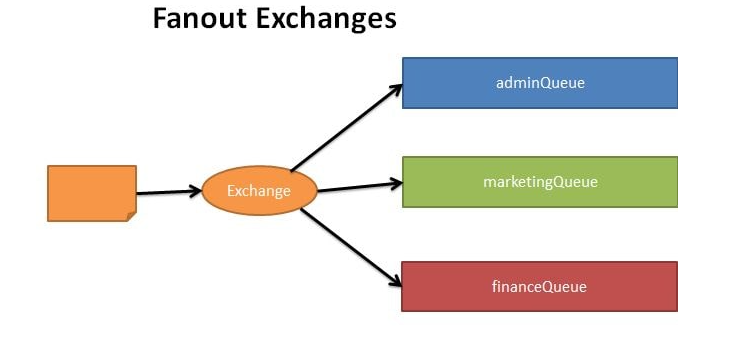 Fanout Exchanges
adminQueue
marketingQueue
Exchange
financeQueue